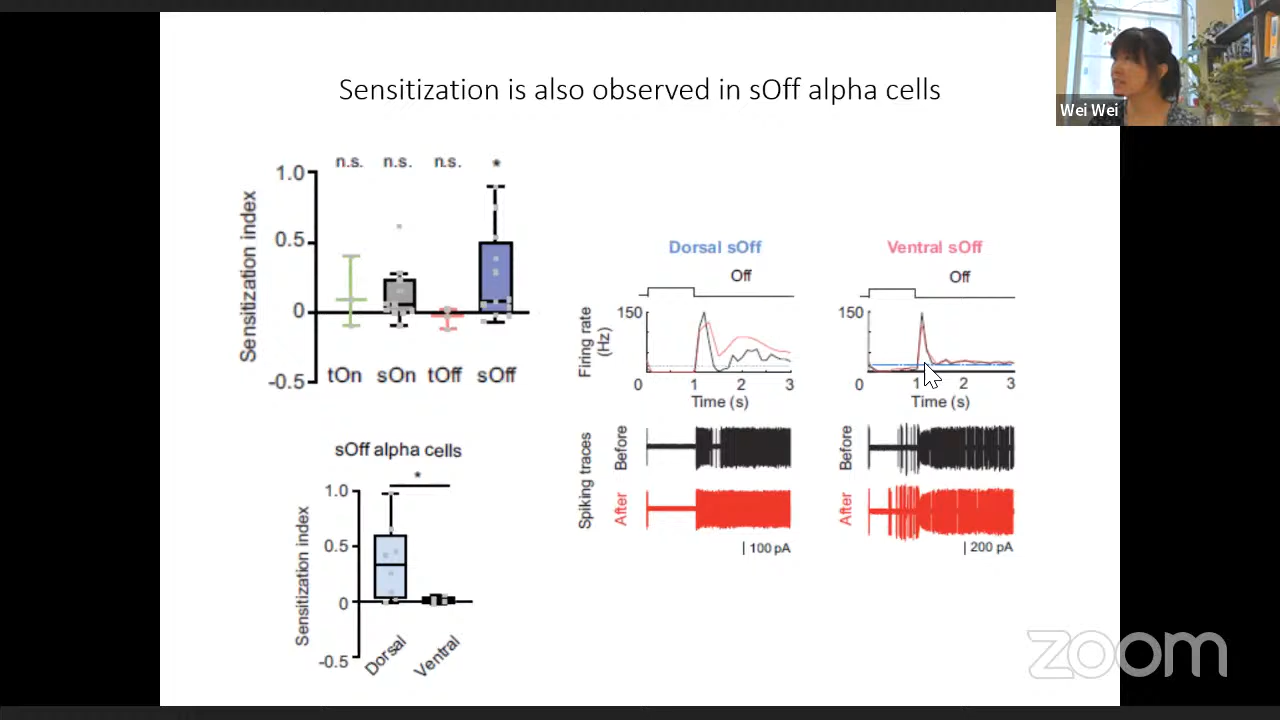 Sensitization is also observed in sOff alpha cells
Wei Wei
n.s. n.s. n.s. *
1.0
0.5
0
-0.5
Sensitization index
tOn sOn tOff sOff
sOff alpha cells
*
1.0
0.5
0
-0.5
Sensitization index
Dorsal Ventral
Dorsal sOff
Off
150
Firing rate
(Hz)
0 1 2 3
Time (s)
Spiking traces
Before
After
100 pA
Ventral sOff
Off
150
0 1 2 3
Time (s)
Before
After
200 pA
zoom